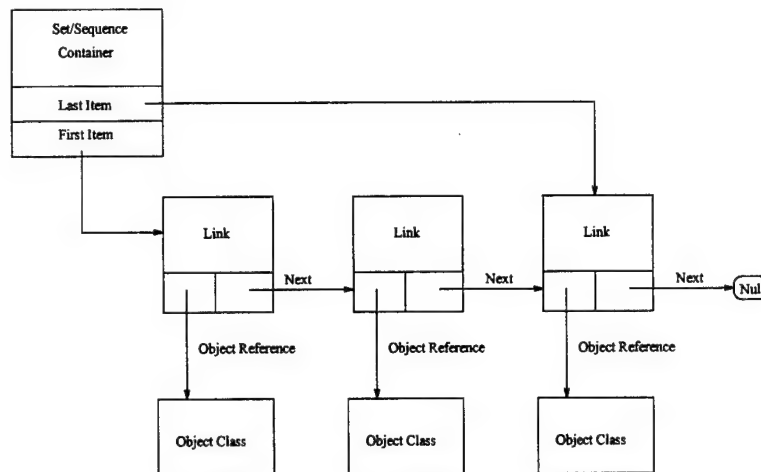 Set/Sequence
Container
Last Item
First Item
Link
Link
Link
Next
Next
Next
Nul
Object Reference
Object Reference
Object Reference
Object Class
Object Class
Object Class